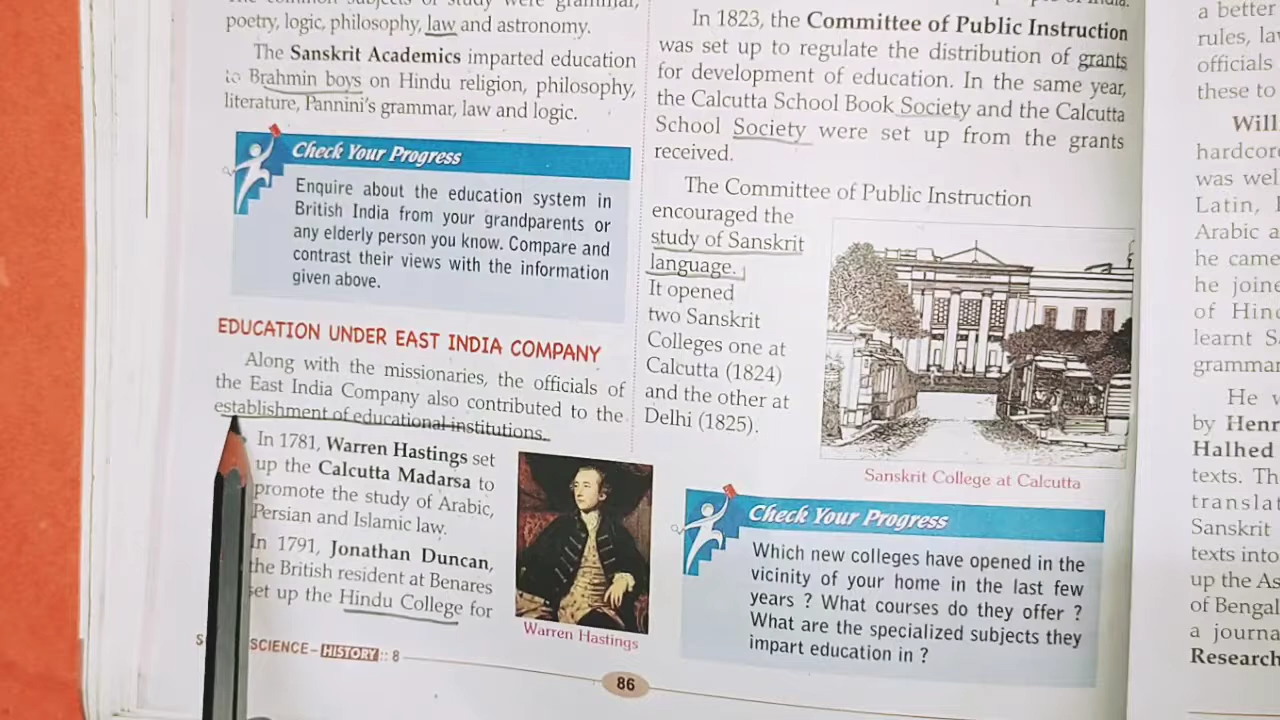 poetry, logic, philosophy, law and astronomy.
The Sanskrit Academics imparted education
to Brahmin boys on Hindu religion, philosophy,
literature, Pannini's grammar, law and logic.
Check Your Progress
Enquire about the education system in
British India from your grandparents or
any elderly person you know. Compare and
contrast their views with the information
given above.
EDUCATION UNDER EAST INDIA COMPANY
Along with the missionaries, the officials of
the East India Company also contributed to the
establishment of educational institutions.
In 1781, Warren Hastings set
up the Calcutta Madarsa to
promote the study of Arabic,
Persian and Islamic law.
In 1791, Jonathan Duncan,
the British resident at Benares
set up the Hindu College for
Warren Hastings
In 1823, the Committee of Public Instruction
was set up to regulate the distribution of grants
for development of education. In the same year,
the Calcutta School Book Society and the Calcutta
School Society were set up from the grants
received.
The Committee of Public Instruction
encouraged the
study of Sanskrit
language.
It opened
two Sanskrit
Colleges one at
Calcutta (1824)
and the other at
Delhi (1825).
Sanskrit College at Calcutta
Check Your Progress
Which new colleges have opened in the
vicinity of your home in the last few
years ? What courses do they offer ?
What are the specialized subjects they
impart education in ?
SCIENCE–HISTORY :: 8
86
a better
rules,
officials
these to
Will
was well
Latin,
Arabic
he came
he
of
learnt
He
by
Halhed
texts.
Sanskrit
texts into
up the
of Bengal
a
Research